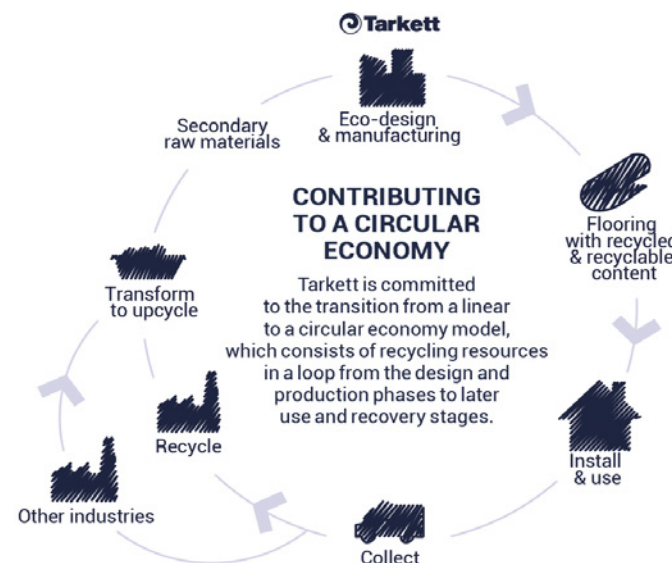 Tarkett
Eco-design
& manufacturing
Secondary
raw materials
Flooring
with recycled
& recyclable
content
CONTRIBUTING
TO A CIRCULAR
ECONOMY
Tarkett is committed
to the transition from a linear
to a circular economy model,
which consists of recycling resources
in a loop from the design and
production phases to later
use and recovery stages.
Transform
to upcycle
Recycle
Install
& use
Other industries
Collect